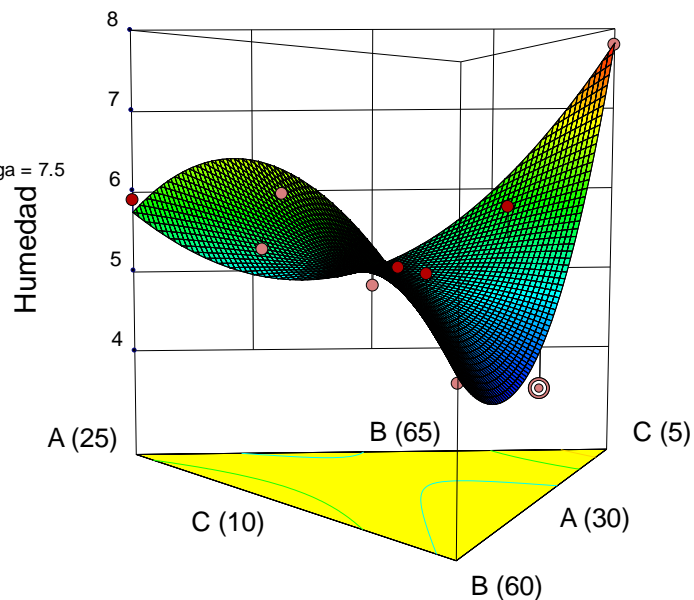 8
7
ga = 7.5
6
Humedad
5
4
A (25)
B (65)
C (5)
C (10)
A (30)
B (60)